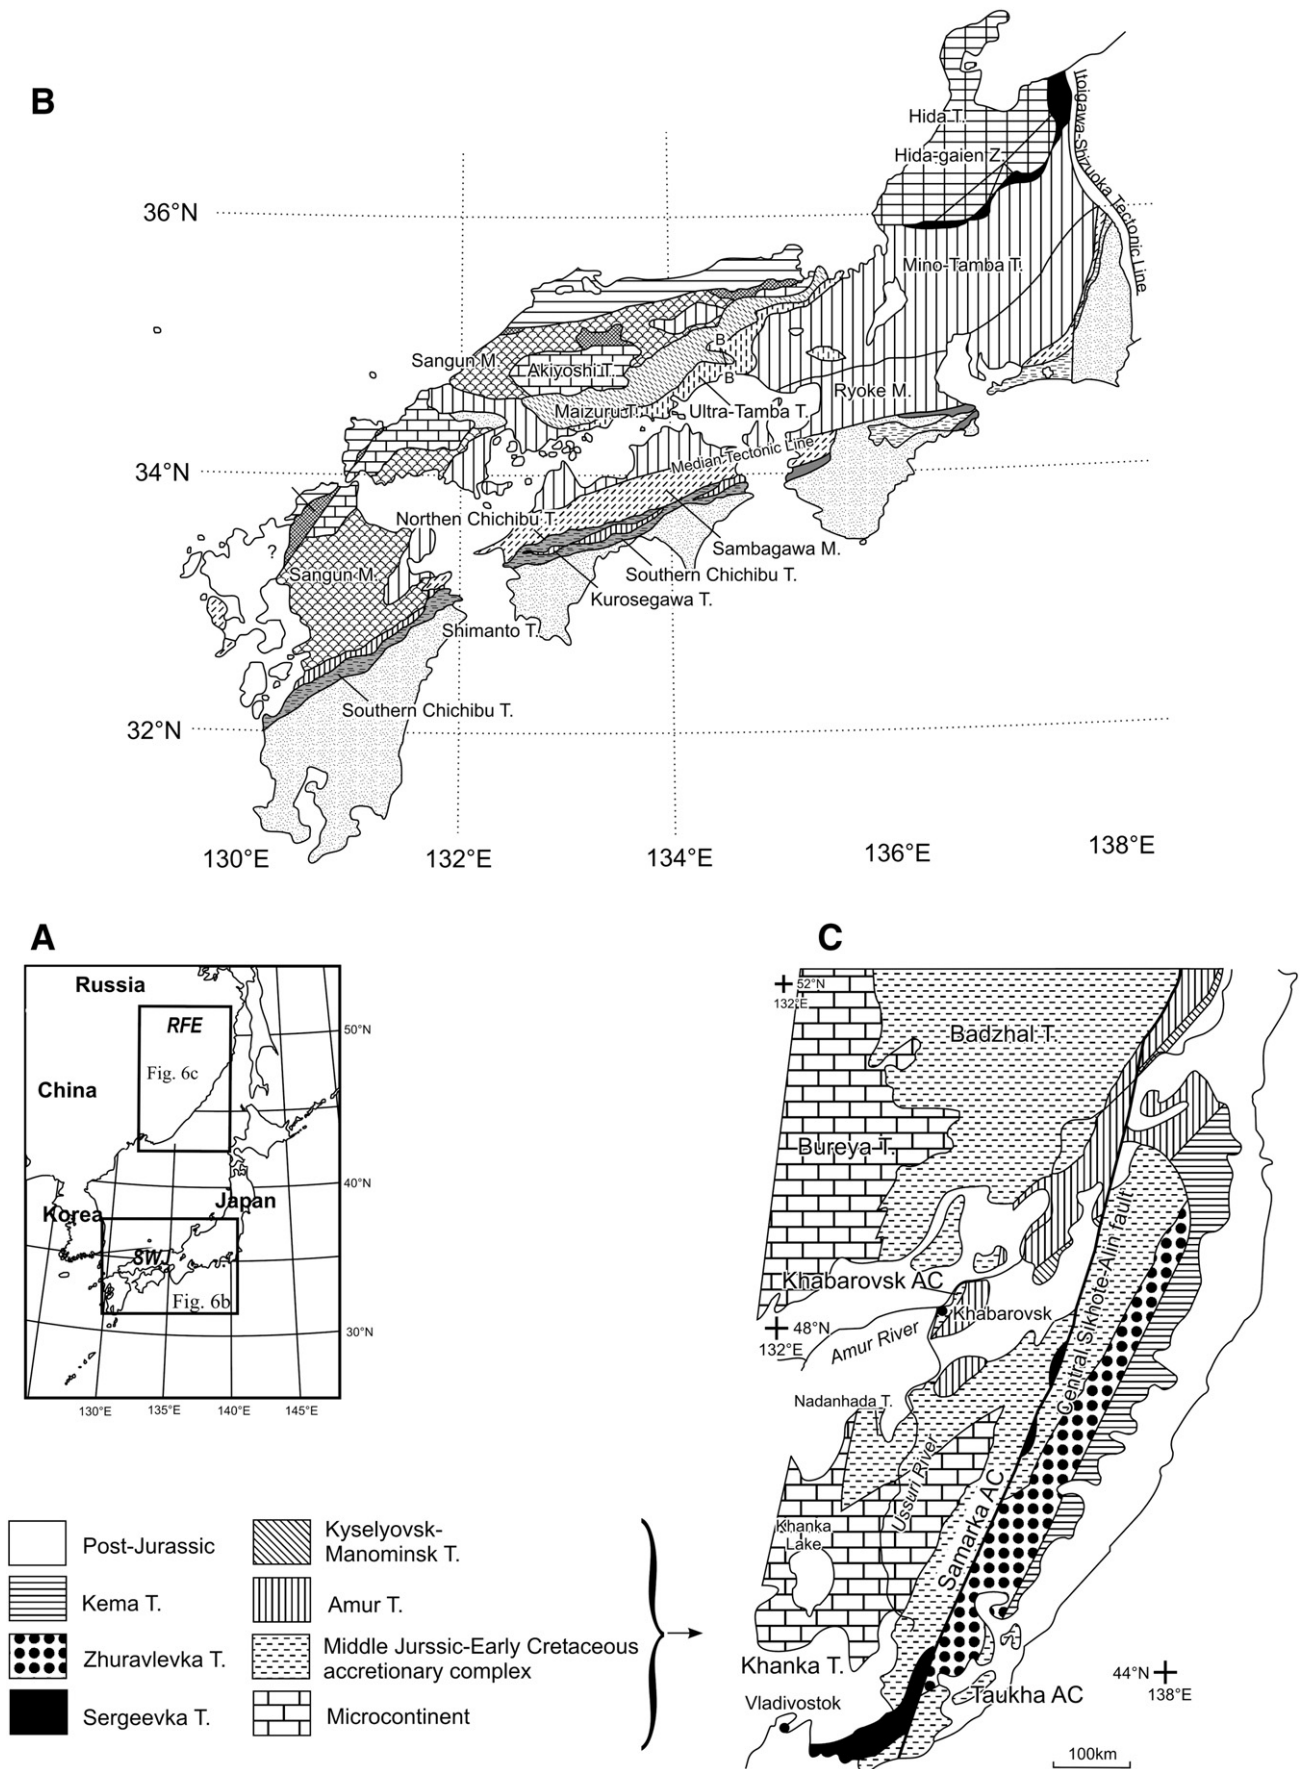 B
Hida T.
Hida-gaien Z.
Itoigawa-Shizuoka Tectonic Line
36°N
Mino-Tamba T.
Sangun M.
Akiyoshi T.
B
B
Ryoke M.
Maizuru T.
Ultra-Tamba T.
Median Tectonic Line
34°N
Northen Chichibu T.
Sambagawa M.
?
Sangun M.
Southern Chichibu T.
Kurosegawa T.
Shimanto T.
Southern Chichibu T.
32°N
130°E
132°E
134°E
136°E
138°E
A
Russia
RFE
50°N
Fig. 6c
China
40°N
Japan
Korea
SWJ
Fig. 6b
30°N
130°E
135°E
140°E
145°E
C
52°N
132°E
Badzhal T.
Bureya T.
Khabarovsk AC
Khabarovsk
48°N
132°E
Amur River
Central Sikhote-Alin fault
Nadanhada T.
Ussuri River
Samarka AC
Khanka
Lake
Khanka T.
44°N
138°E
Taukha AC
Vladivostok
100km
Post-Jurassic
Kema T.
Zhuravlevka T.
Sergeevka T.
Kyselyovsk-
Manominsk T.
Amur T.
Middle Jurssic-Early Cretaceous
accretionary complex
Microcontinent